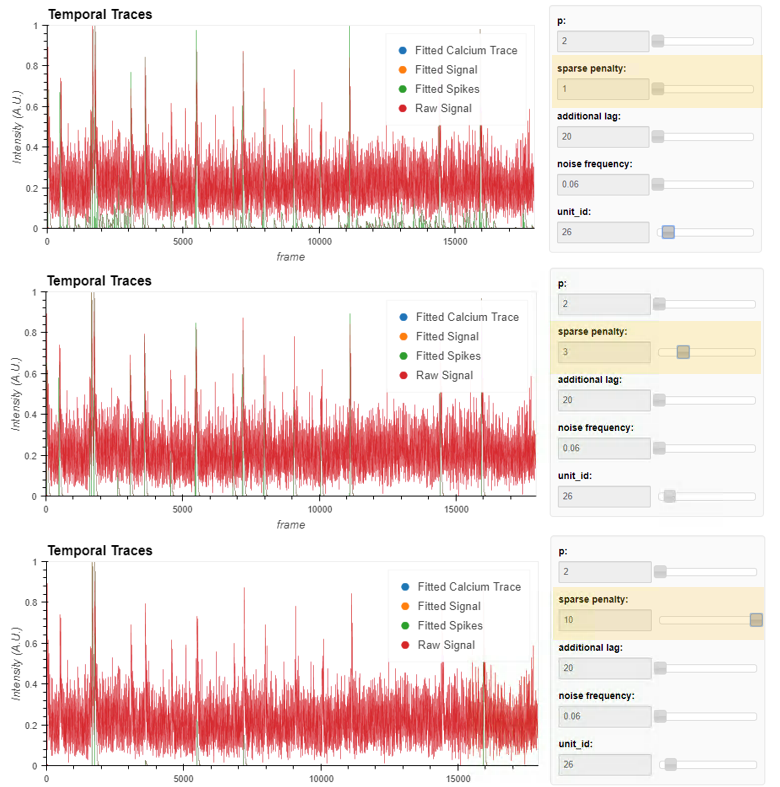 Temporal Traces
1
0.8
0.6
0.4
0.2
0
Intensity (A.U.)
0
5000
10000
15000
frame
Fitted Calcium Trace
Fitted Signal
Fitted Spikes
Raw Signal
p:
2
sparse penalty:
1
additional lag:
20
noise frequency:
0.06
unit_id:
26
Temporal Traces
1
0.8
0.6
0.4
0.2
0
Intensity (A.U.)
0
5000
10000
15000
frame
Fitted Calcium Trace
Fitted Signal
Fitted Spikes
Raw Signal
p:
2
sparse penalty:
3
additional lag:
20
noise frequency:
0.06
unit_id:
26
Temporal Traces
1
0.8
0.6
0.4
0.2
0
Intensity (A.U.)
0
5000
10000
15000
Fitted Calcium Trace
Fitted Signal
Fitted Spikes
Raw Signal
p:
2
sparse penalty:
10
additional lag:
20
noise frequency:
0.06
unit_id:
26